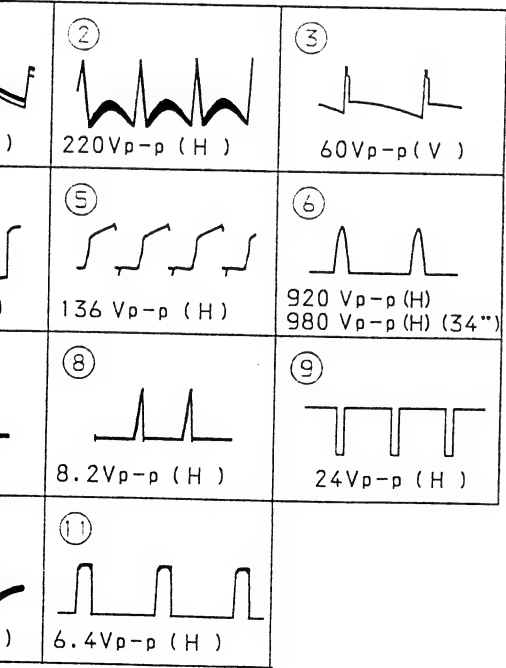 ②
③
)
220Vp-p (H )
60Vp-p( V )
⑤
⑥
)
136 Vp-p (H)
920 Vp-p (H)
980 Vp-p (H) (34")
⑧
⑨
8.2Vp-p ( H )
24Vp-p ( H )
⑪
)
6.4Vp-p ( H )